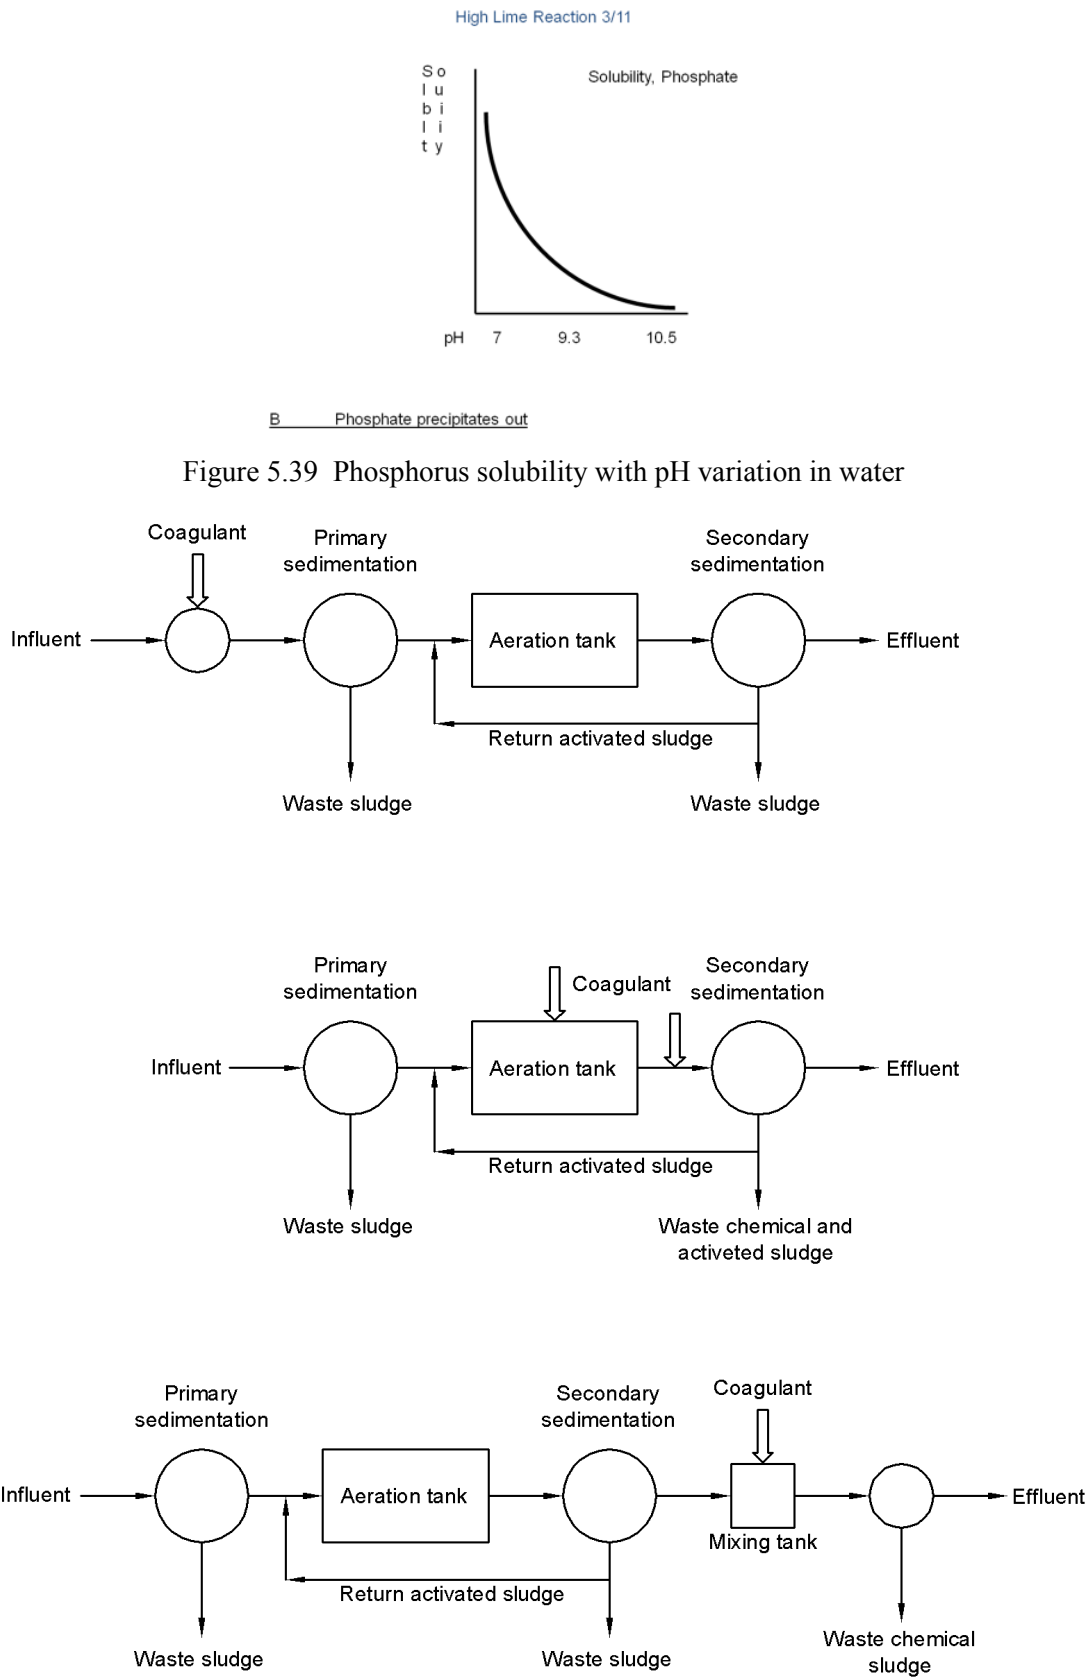 High Lime Reaction 3/11
S o
l u
b i
l i
t y
Solubility, Phosphate
pH 7 9.3 10.5
B Phosphate precipitates out
Figure 5.39 Phosphorus solubility with pH variation in water
Coagulant
Primary
sedimentation
Secondary
sedimentation
Influent
Aeration tank
Effluent
Return activated sludge
Waste sludge
Waste sludge
Primary
sedimentation
Coagulant
Secondary
sedimentation
Influent
Aeration tank
Effluent
Return activated sludge
Waste sludge
Waste chemical and
activeted sludge
Primary
sedimentation
Secondary
sedimentation
Coagulant
Influent
Aeration tank
Effluent
Mixing tank
Return activated sludge
Waste sludge
Waste sludge
Waste chemical
sludge